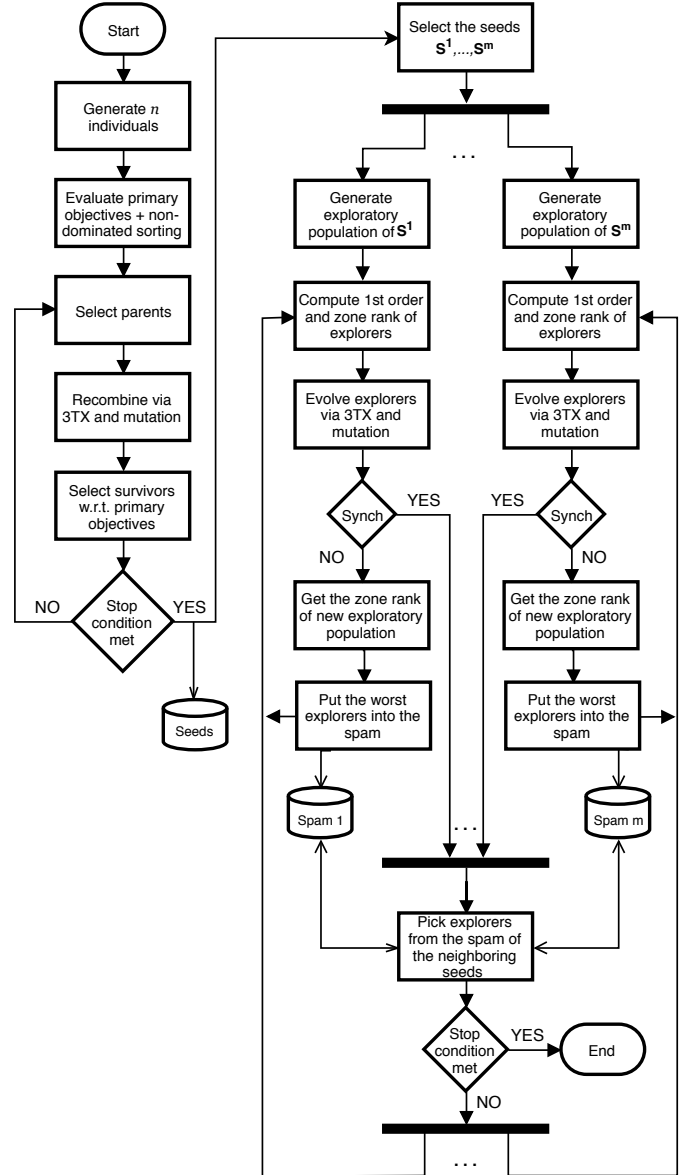 Start
Generate n
individuals
Evaluate primary
objectives + non-
dominated sorting
Select parents
Recombine via
3TX and mutation
Select survivors
w.r.t. primary
objectives
NO
Stop
condition
met
YES
Seeds
Select the seeds
S¹,...,Sᵐ
...
Generate
exploratory
population of S¹
Compute 1st order
and zone rank of
explorers
Evolve explorers
via 3TX and
mutation
Synch
YES
NO
Get the zone rank
of new exploratory
population
Put the worst
explorers into the
spam
Spam 1
Generate
exploratory
population of Sᵐ
Compute 1st order
and zone rank of
explorers
Evolve explorers
via 3TX and
mutation
YES
Synch
NO
Get the zone rank
of new exploratory
population
Put the worst
explorers into the
spam
Spam m
...
Pick explorers
from the spam of
the neighboring
seeds
Stop
condition
met
YES
End
NO
...